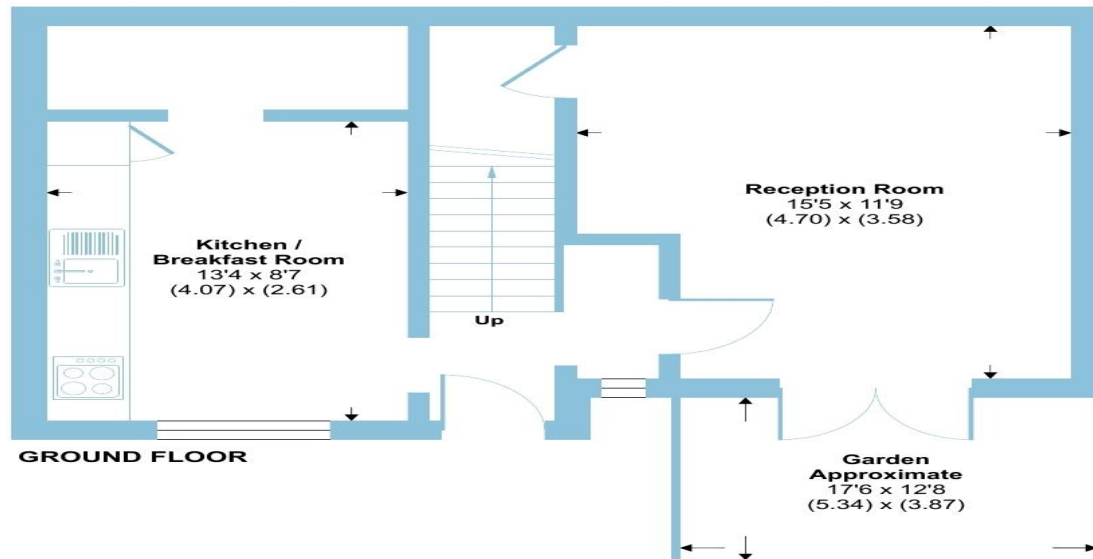 Reception Room
15'5 x 11'9
(4.70) x (3.58)
Kitchen /
Breakfast Room
13'4 x 8'7
(4.07) x (2.61)
Up
GROUND FLOOR
Garden
Approximate
17'6 x 12'8
(5.34) x (3.87)